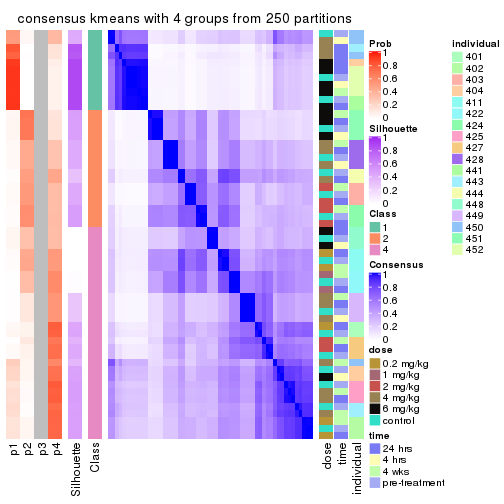 consensus kmeans with 4 groups from 250 partitions
Prob
1
0.8
0.6
0.4
0.2
0
Silhouette
1
0.8
0.6
0.4
0.2
0
Class
1
2
4
Consensus
1
0.8
0.6
0.4
0.2
0
dose
0.2 mg/kg
1 mg/kg
2 mg/kg
4 mg/kg
6 mg/kg
control
time
24 hrs
4 hrs
4 wks
pre-treatment
Individual
401
402
403
404
411
422
424
425
427
428
441
443
444
448
449
450
451
452
p1
p2
p3
p4
Silhouette
Class
dose
time
individual